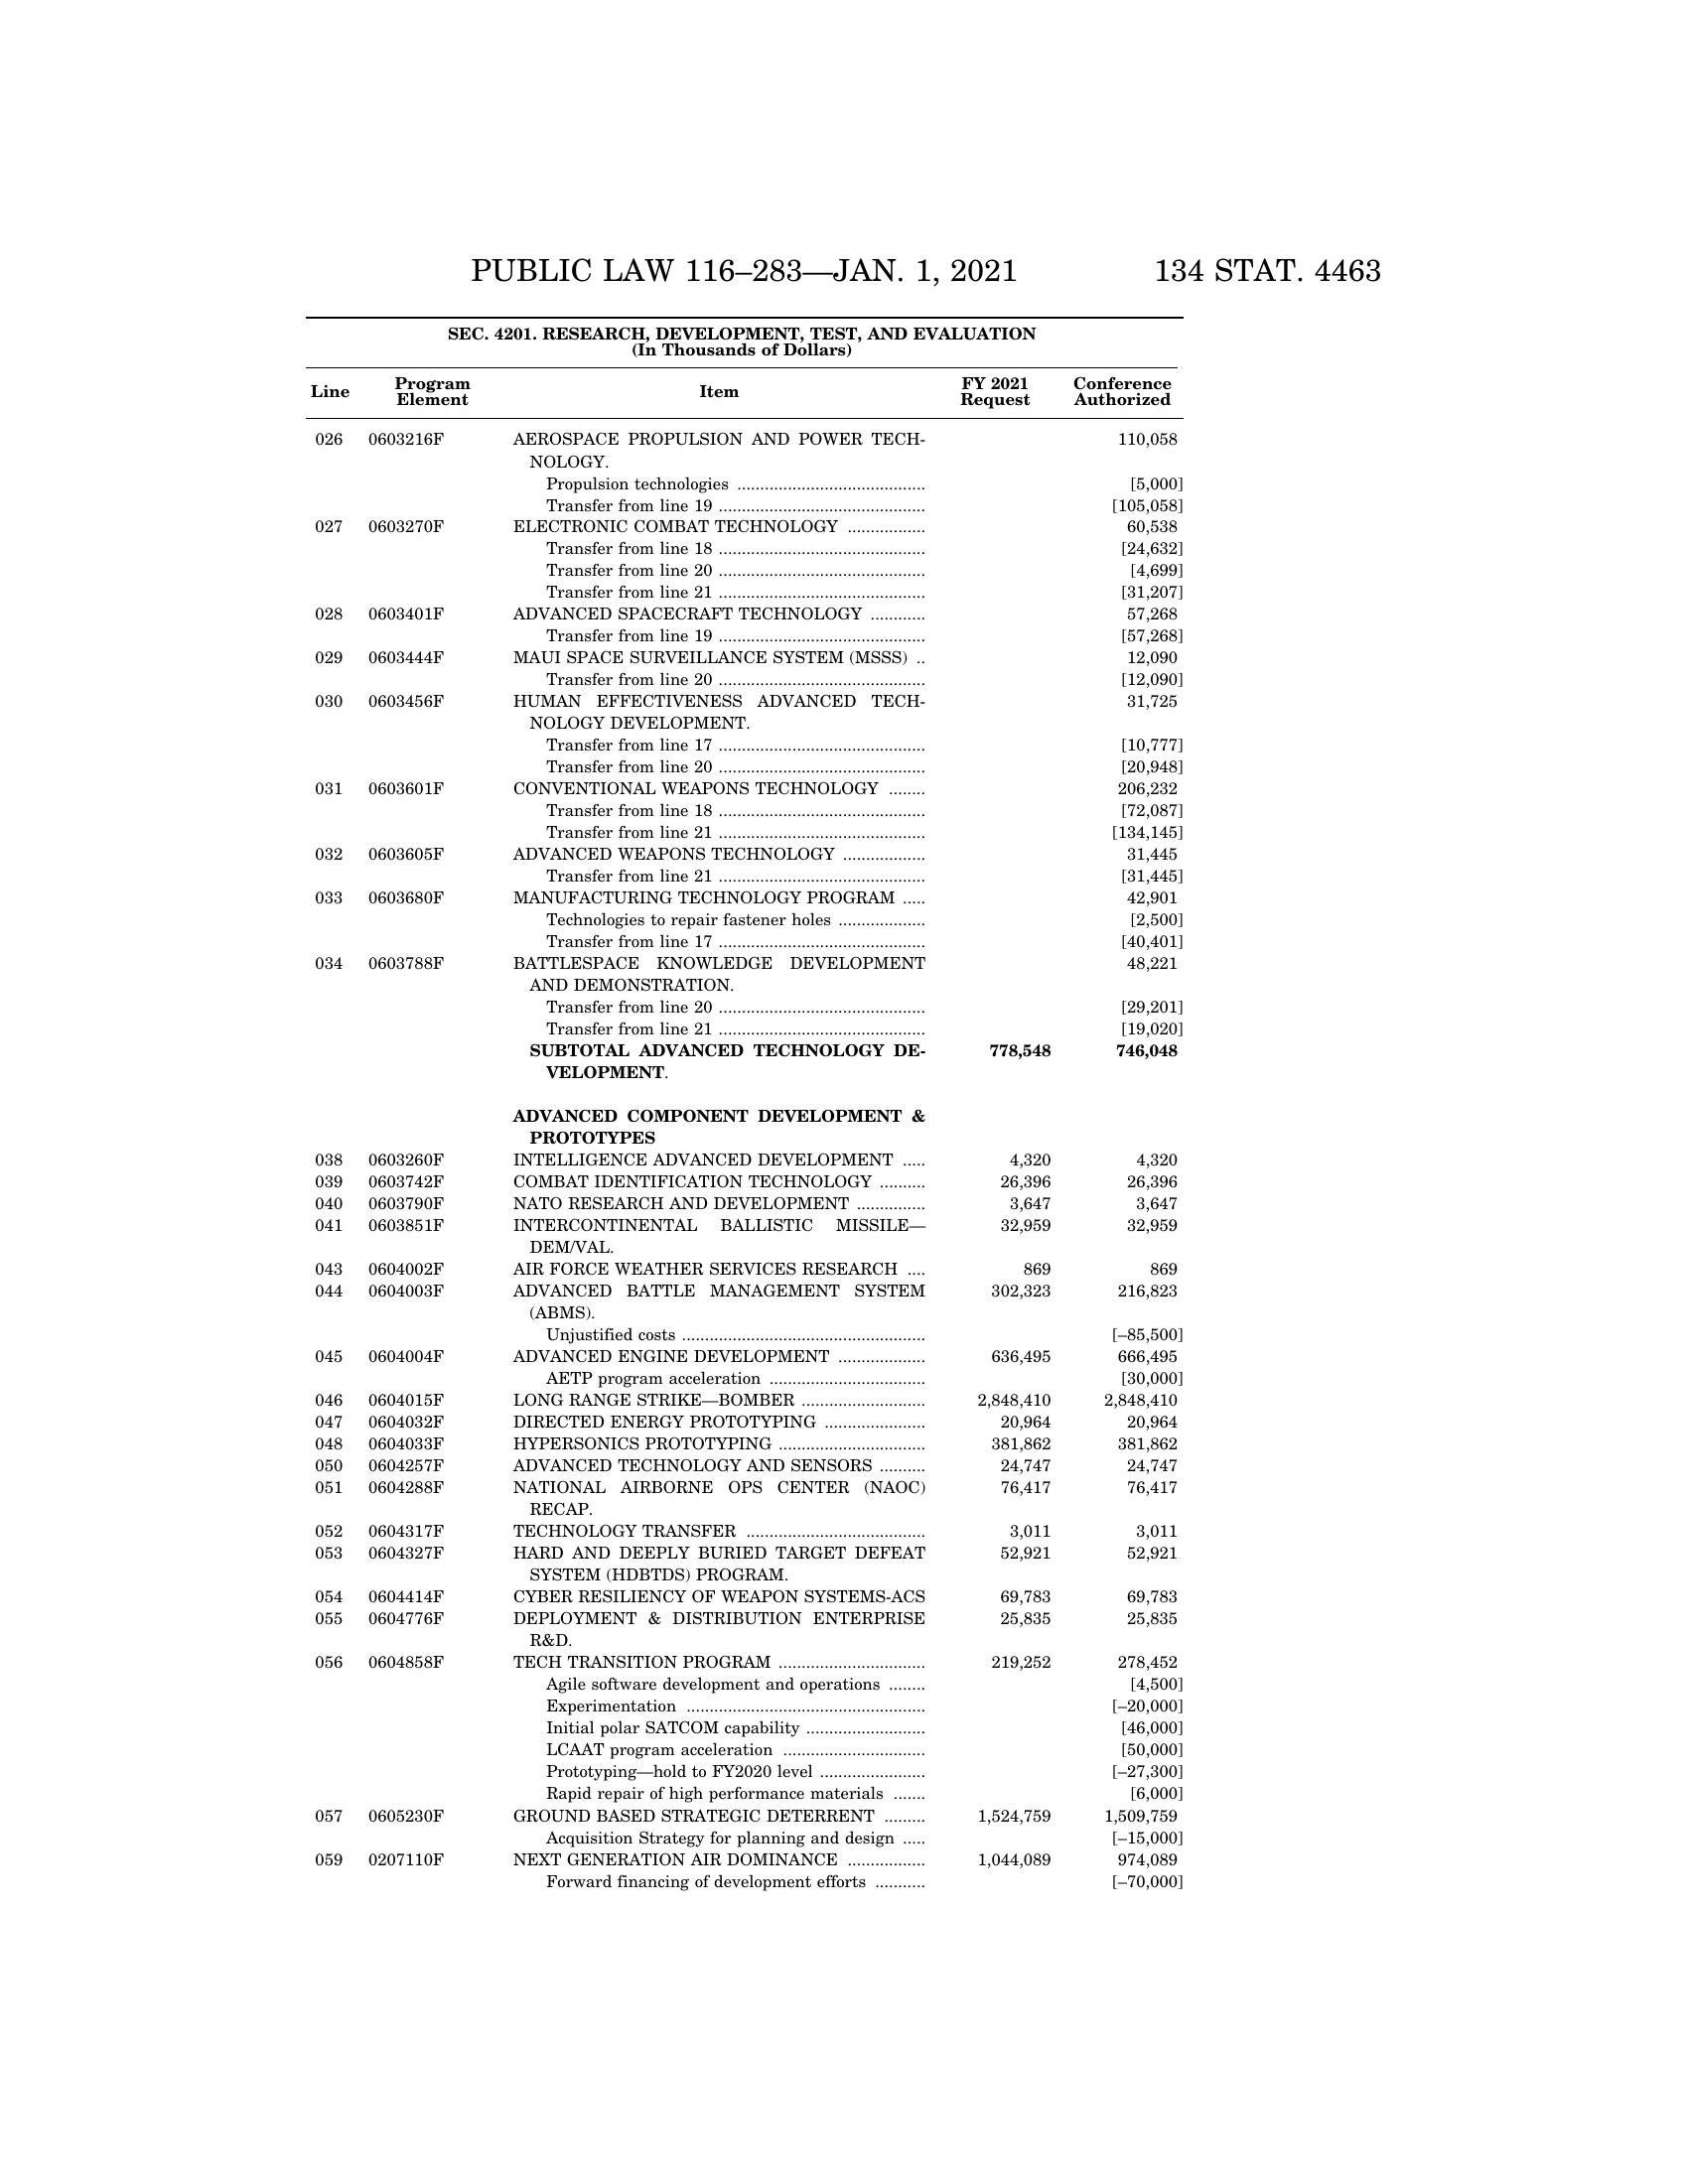 PUBLIC LAW 116–283—JAN. 1, 2021 134 STAT. 4463
SEC. 4201. RESEARCH, DEVELOPMENT, TEST, AND EVALUATION
(In Thousands of Dollars)
Line Program Element Item FY 2021 Request Conference Authorized
026 0603216F AEROSPACE PROPULSION AND POWER TECH- 110,058
NOLOGY.
Propulsion technologies ......................................... [5,000]
Transfer from line 19 ............................................. [105,058]
027 0603270F ELECTRONIC COMBAT TECHNOLOGY ................. 60,538
Transfer from line 18 ............................................. [24,632]
Transfer from line 20 ............................................. [4,699]
Transfer from line 21 ............................................. [31,207]
028 0603401F ADVANCED SPACECRAFT TECHNOLOGY ............ 57,268
Transfer from line 19 ............................................. [57,268]
029 0603444F MAUI SPACE SURVEILLANCE SYSTEM (MSSS) .. 12,090
Transfer from line 20 ............................................. [12,090]
030 0603456F HUMAN EFFECTIVENESS ADVANCED TECH- 31,725
NOLOGY DEVELOPMENT.
Transfer from line 17 ............................................. [10,777]
Transfer from line 20 ............................................. [20,948]
031 0603601F CONVENTIONAL WEAPONS TECHNOLOGY ........ 206,232
Transfer from line 18 ............................................. [72,087]
Transfer from line 21 ............................................. [134,145]
032 0603605F ADVANCED WEAPONS TECHNOLOGY .................. 31,445
Transfer from line 21 ............................................. [31,445]
033 0603680F MANUFACTURING TECHNOLOGY PROGRAM ..... 42,901
Technologies to repair fastener holes ................... [2,500]
Transfer from line 17 ............................................. [40,401]
034 0603788F BATTLESPACE KNOWLEDGE DEVELOPMENT 48,221
AND DEMONSTRATION.
Transfer from line 20 ............................................. [29,201]
Transfer from line 21 ............................................. [19,020]
SUBTOTAL ADVANCED TECHNOLOGY DE- 778,548 746,048
VELOPMENT.
ADVANCED COMPONENT DEVELOPMENT &
PROTOTYPES
038 0603260F INTELLIGENCE ADVANCED DEVELOPMENT ..... 4,320 4,320
039 0603742F COMBAT IDENTIFICATION TECHNOLOGY .......... 26,396 26,396
040 0603790F NATO RESEARCH AND DEVELOPMENT ............... 3,647 3,647
041 0603851F INTERCONTINENTAL BALLISTIC MISSILE— 32,959 32,959
DEM/VAL.
043 0604002F AIR FORCE WEATHER SERVICES RESEARCH .... 869 869
044 0604003F ADVANCED BATTLE MANAGEMENT SYSTEM 302,323 216,823
(ABMS).
Unjustified costs ..................................................... [–85,500]
045 0604004F ADVANCED ENGINE DEVELOPMENT ................... 636,495 666,495
AETP program acceleration .................................. [30,000]
046 0604015F LONG RANGE STRIKE—BOMBER ........................... 2,848,410 2,848,410
047 0604032F DIRECTED ENERGY PROTOTYPING ...................... 20,964 20,964
048 0604033F HYPERSONICS PROTOTYPING ................................ 381,862 381,862
050 0604257F ADVANCED TECHNOLOGY AND SENSORS .......... 24,747 24,747
051 0604288F NATIONAL AIRBORNE OPS CENTER (NAOC) 76,417 76,417
RECAP.
052 0604317F TECHNOLOGY TRANSFER ....................................... 3,011 3,011
053 0604327F HARD AND DEEPLY BURIED TARGET DEFEAT 52,921 52,921
SYSTEM (HDBTDS) PROGRAM.
054 0604414F CYBER RESILIENCY OF WEAPON SYSTEMS-ACS 69,783 69,783
055 0604776F DEPLOYMENT & DISTRIBUTION ENTERPRISE 25,835 25,835
R&D.
056 0604858F TECH TRANSITION PROGRAM ................................ 219,252 278,452
Agile software development and operations ........ [4,500]
Experimentation .................................................... [–20,000]
Initial polar SATCOM capability .......................... [46,000]
LCAAT program acceleration ............................... [50,000]
Prototyping—hold to FY2020 level ....................... [–27,300]
Rapid repair of high performance materials ....... [6,000]
057 0605230F GROUND BASED STRATEGIC DETERRENT ......... 1,524,759 1,509,759
Acquisition Strategy for planning and design ..... [–15,000]
059 0207110F NEXT GENERATION AIR DOMINANCE ................. 1,044,089 974,089
Forward financing of development efforts ........... [–70,000]